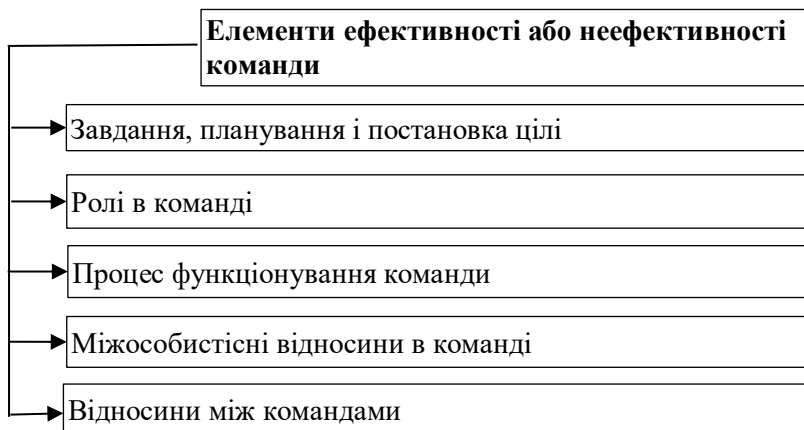 Елементи ефективності або неефективності
команди
Завдання, планування і постановка цілі
Ролі в команді
Процес функціонування команди
Міжособистісні відносини в команді
Відносини між командами